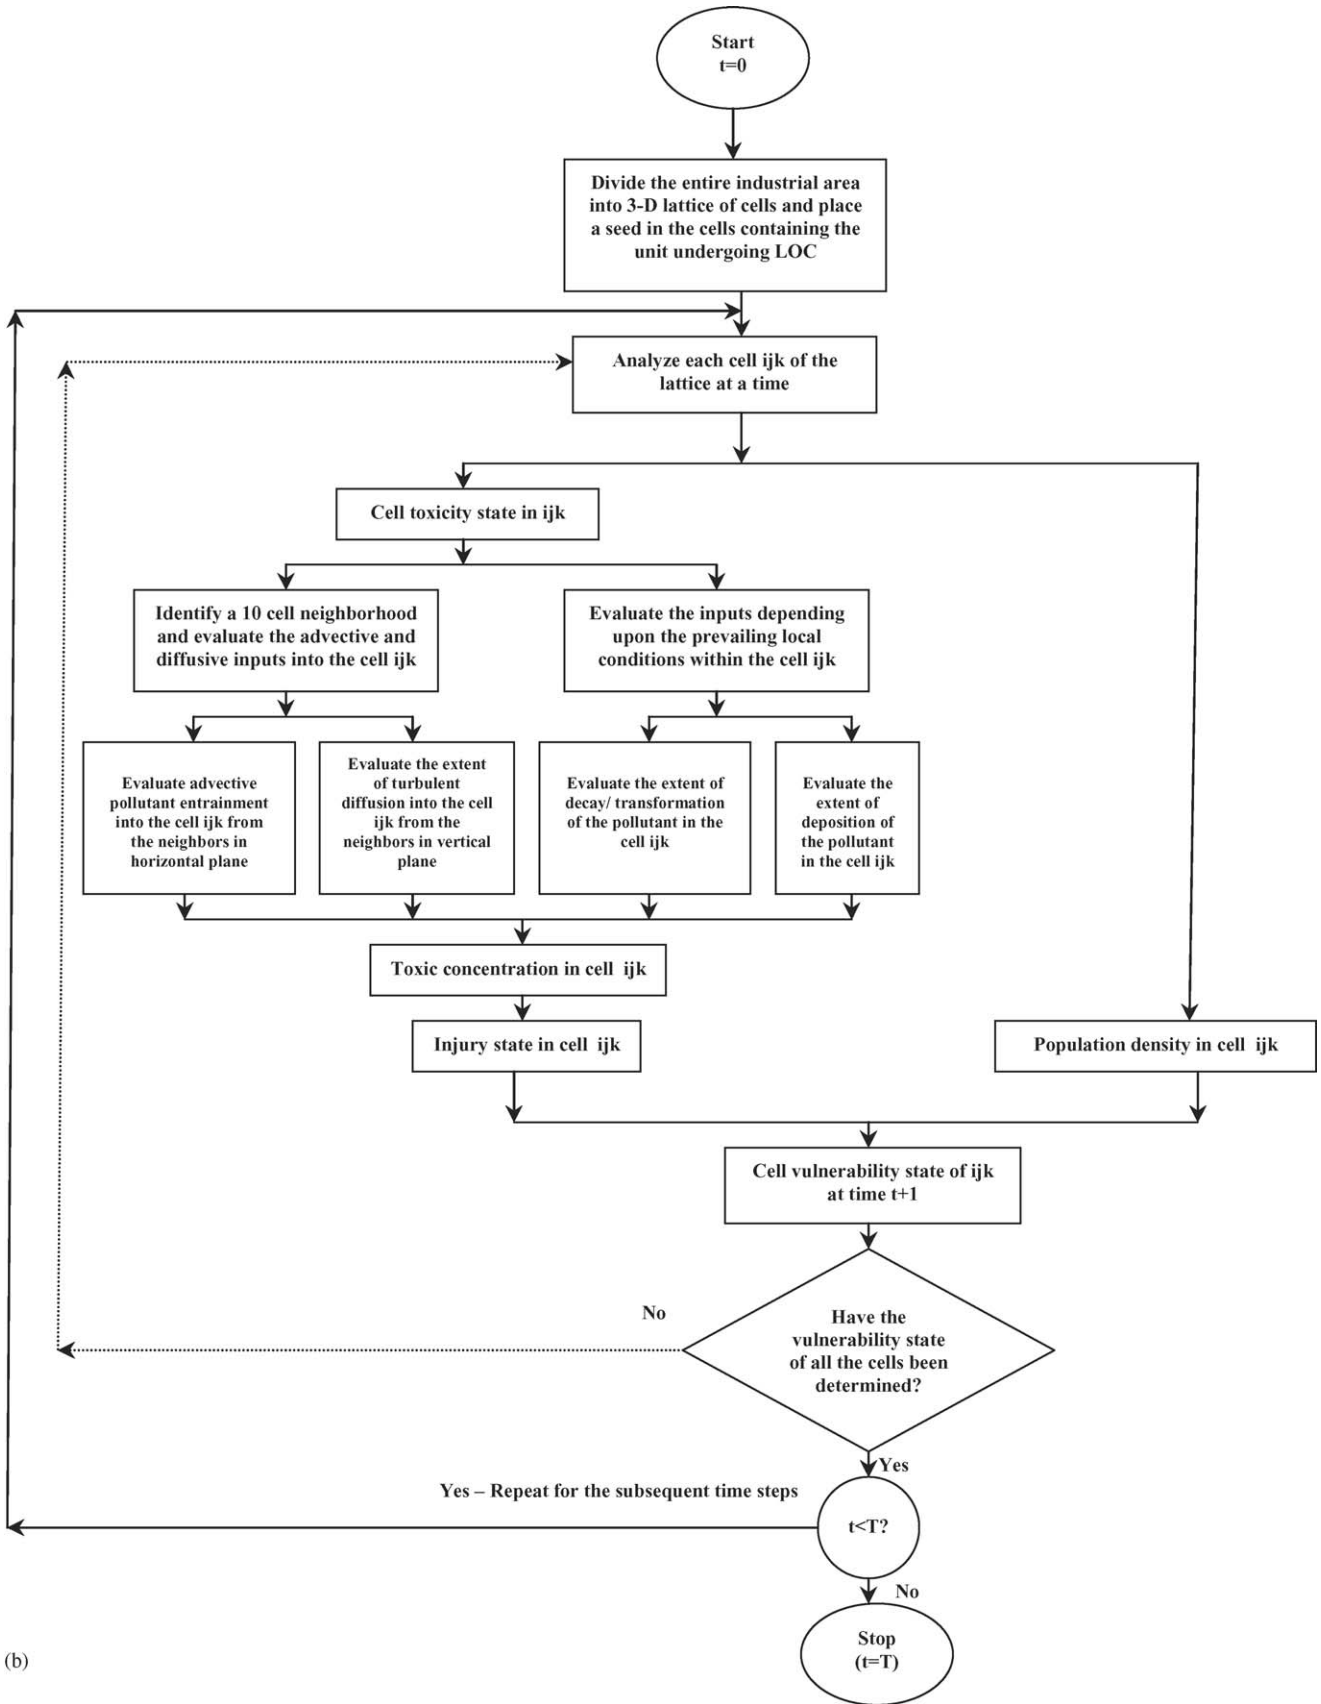 Start
t=0
Divide the entire industrial area
into 3-D lattice of cells and place
a seed in the cells containing the
unit undergoing LOC
Analyze each cell ijk of the
lattice at a time
Cell toxicity state in ijk
Identify a 10 cell neighborhood
and evaluate the advective and
diffusive inputs into the cell ijk
Evaluate the inputs depending
upon the prevailing local
conditions within the cell ijk
Evaluate advective
pollutant entrainment
into the cell ijk from
the neighbors in
horizontal plane
Evaluate the extent
of turbulent
diffusion into the cell
ijk from the
neighbors in vertical
plane
Evaluate the extent of
decay/ transformation
of the pollutant in the
cell ijk
Evaluate the
extent of
deposition of
the pollutant
in the cell ijk
Toxic concentration in cell ijk
Injury state in cell ijk
Population density in cell ijk
Cell vulnerability state of ijk
at time t+1
No
Have the
vulnerability state
of all the cells been
determined?
Yes
Yes – Repeat for the subsequent time steps
t<T?
No
Stop
(t=T)
(b)